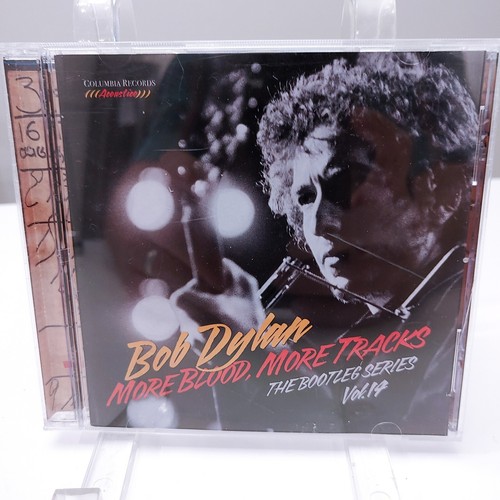 COLUMBIA RECORDS
(((Acoustic)))
Bob Dylan
MORE BLOOD, MORE TRACKS
THE BOOTLEG SERIES
Vol. 14